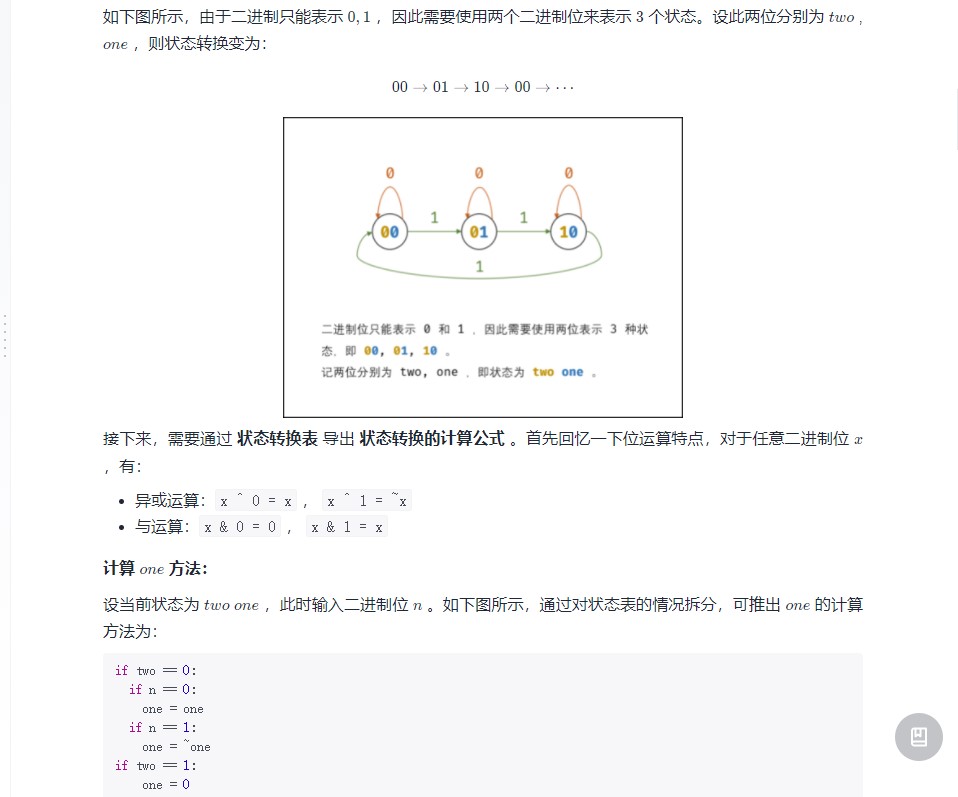 如下图所示，由于二进制只能表示 0, 1 ，因此需要使用两个二进制位来表示 3 个状态。设此两位分别为 two ，
one ，则状态转换变为：
00 → 01 → 10 → 00 → ⋯
0 0 0
1 1
00 01 10
1
二进制位只能表示 0 和 1 ，因此需要使用两位表示 3 种状
态，即 00, 01, 10 。
记两位分别为 two, one ，即状态为 two one 。
接下来，需要通过 状态转换表 导出 状态转换的计算公式 。首先回忆一下位运算特点，对于任意二进制位 x
，有：
• 异或运算： x ^ 0 = x ， x ^ 1 = ~x
• 与运算： x & 0 = 0 ， x & 1 = x
计算 one 方法：
设当前状态为 two one ，此时输入二进制位 n 。如下图所示，通过对状态表的情况拆分，可推出 one 的计算
方法为：
if two == 0:
  if n == 0:
    one = one
  if n == 1:
    one = ~one
if two == 1:
    one = 0